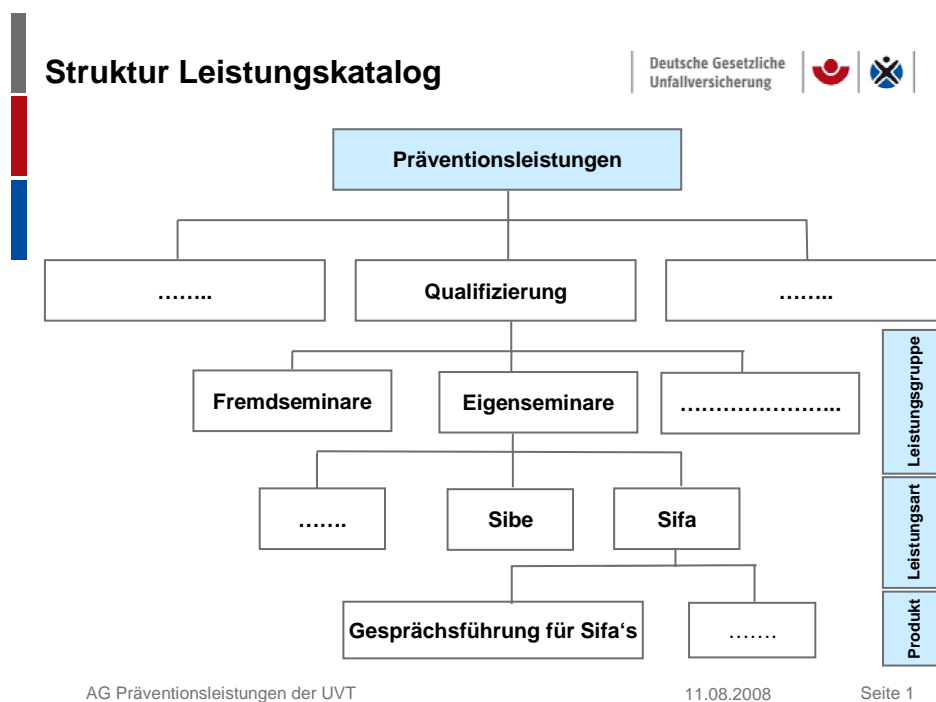 Struktur Leistungskatalog
Deutsche Gesetzliche
Unfallversicherung
Präventionsleistungen
……..
Qualifizierung
……..
Fremdseminare
Eigenseminare
…………………..
Leistungsgruppe
…….
Sibe
Sifa
Leistungsart
Gesprächsführung für Sifa‘s
…….
Produkt
AG Präventionsleistungen der UVT
11.08.2008
Seite 1